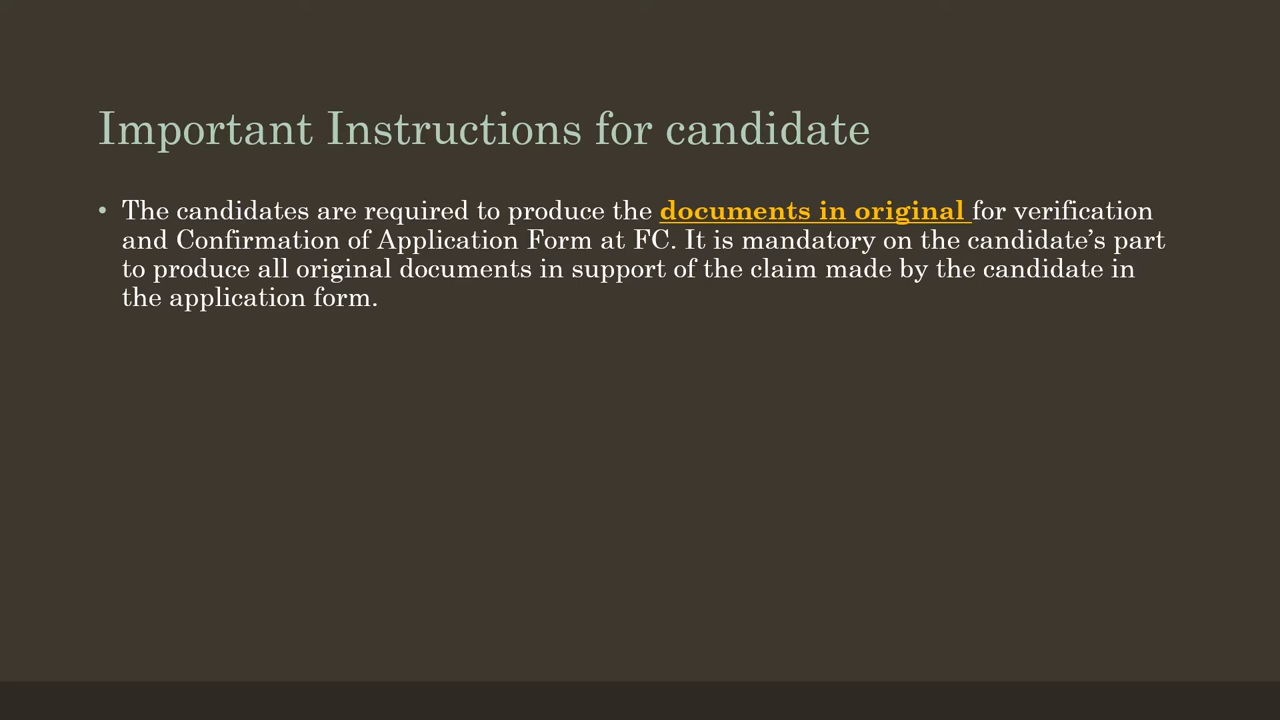 Important Instructions for candidate
• The candidates are required to produce the documents in original for verification
and Confirmation of Application Form at FC. It is mandatory on the candidate’s part
to produce all original documents in support of the claim made by the candidate in
the application form.